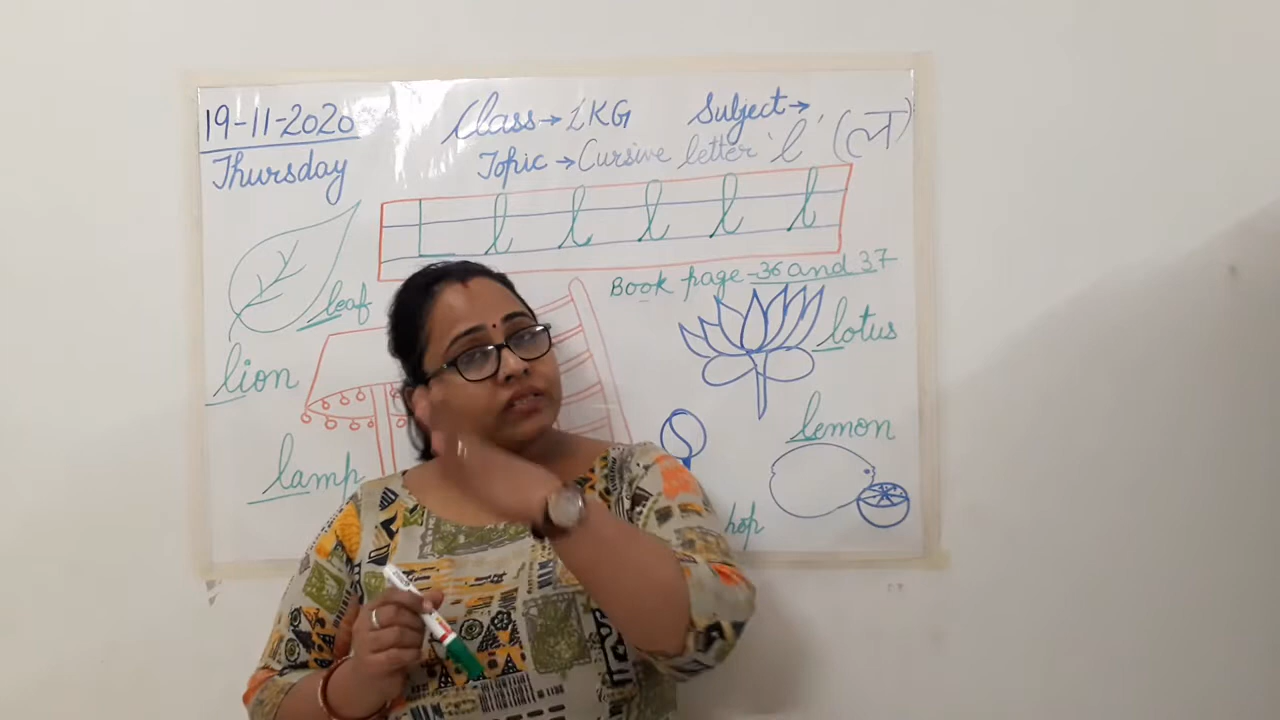 19-11-2020
Thursday
Class→LKG
Subject→
Topic→Cursive letter 'l' (ल)
L l l l l l
Book page-36 and 37
leaf
lion
lamp
lotus
lemon
hop